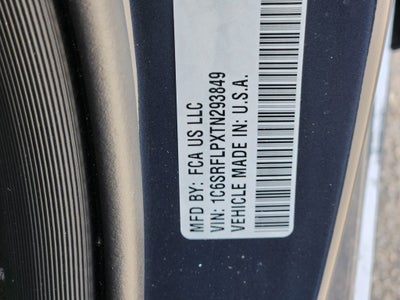 MFD BY: FCA US LLC
VIN: 1C6SRFLPXTN293849
VEHICLE MADE IN: U.S.A.